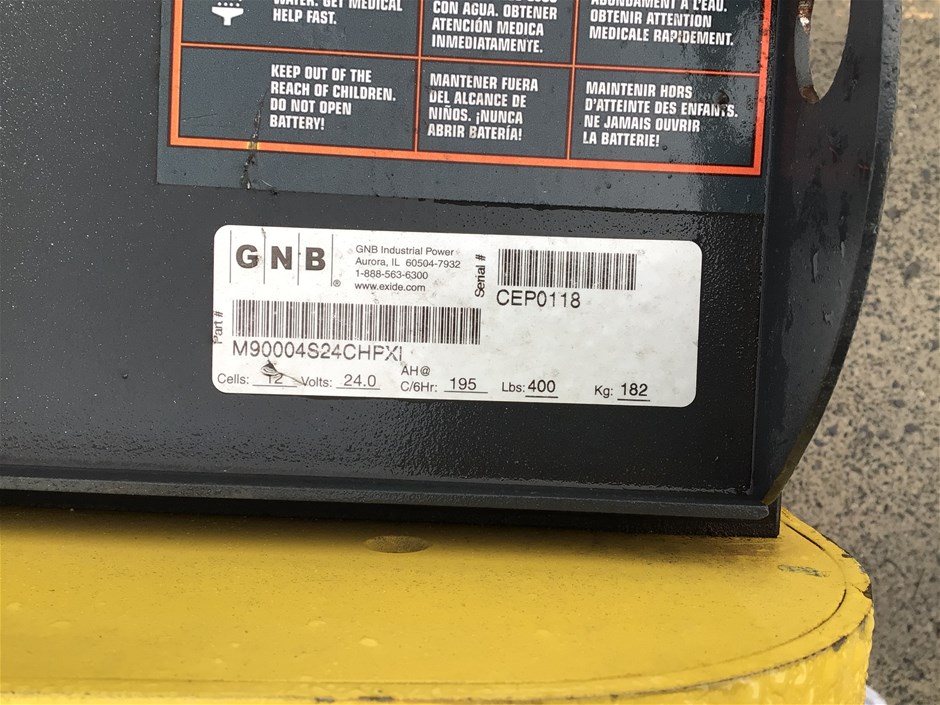 WATER. GET MEDICAL
HELP FAST.
CON AGUA. OBTENER
ATENCIÓN MEDICA
INMEDIATAMENTE.
ABONDAMMENT À L'EAU.
OBTENIR ATTENTION
MEDICALE RAPIDEMENT.
KEEP OUT OF THE
REACH OF CHILDREN.
DO NOT OPEN
BATTERY!
MANTENER FUERA
DEL ALCANCE DE
NIÑOS. ¡NUNCA
ABRIR BATERÍA!
MAINTENIR HORS
D'ATTEINTE DES ENFANTS.
NE JAMAIS OUVRIR
LA BATTERIE!
GNB®
GNB Industrial Power
Aurora, IL 60504-7932
1-888-563-6300
www.exide.com
Serial #
CEP0118
Part #
M90004S24CHPXI
Cells: 12 Volts: 24.0 AH@ C/6Hr: 195 Lbs: 400 Kg: 182